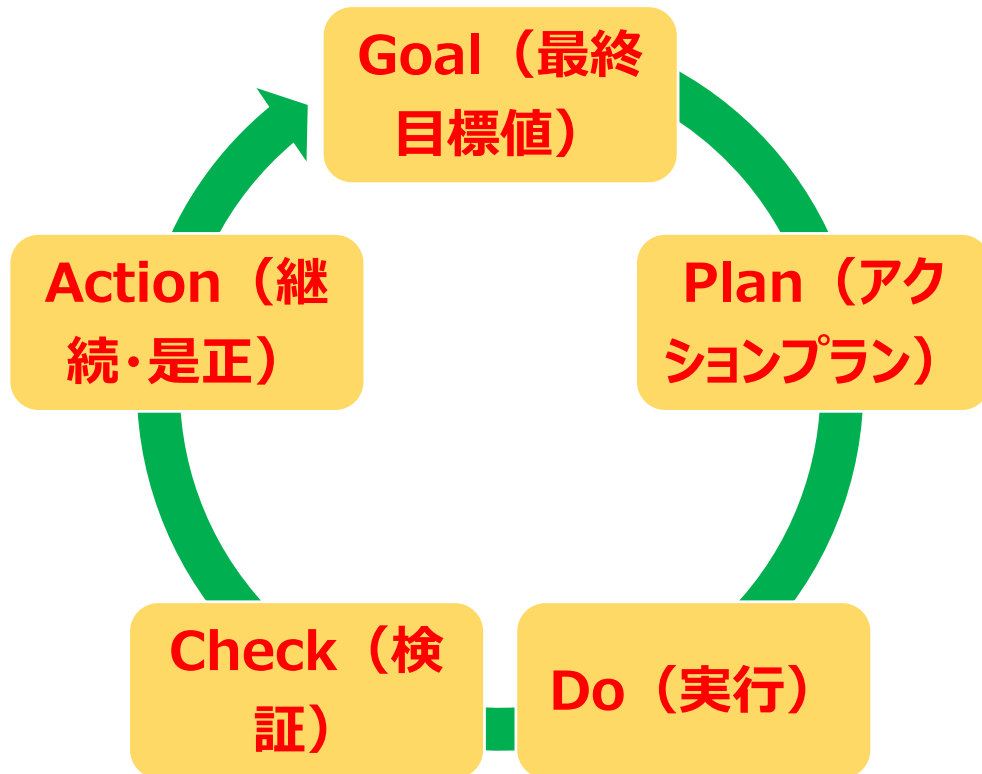 Goal（最終
目標値）
Plan（アク
ションプラン）
Do（実行）
Check（検
証）
Action（継
続・是正）